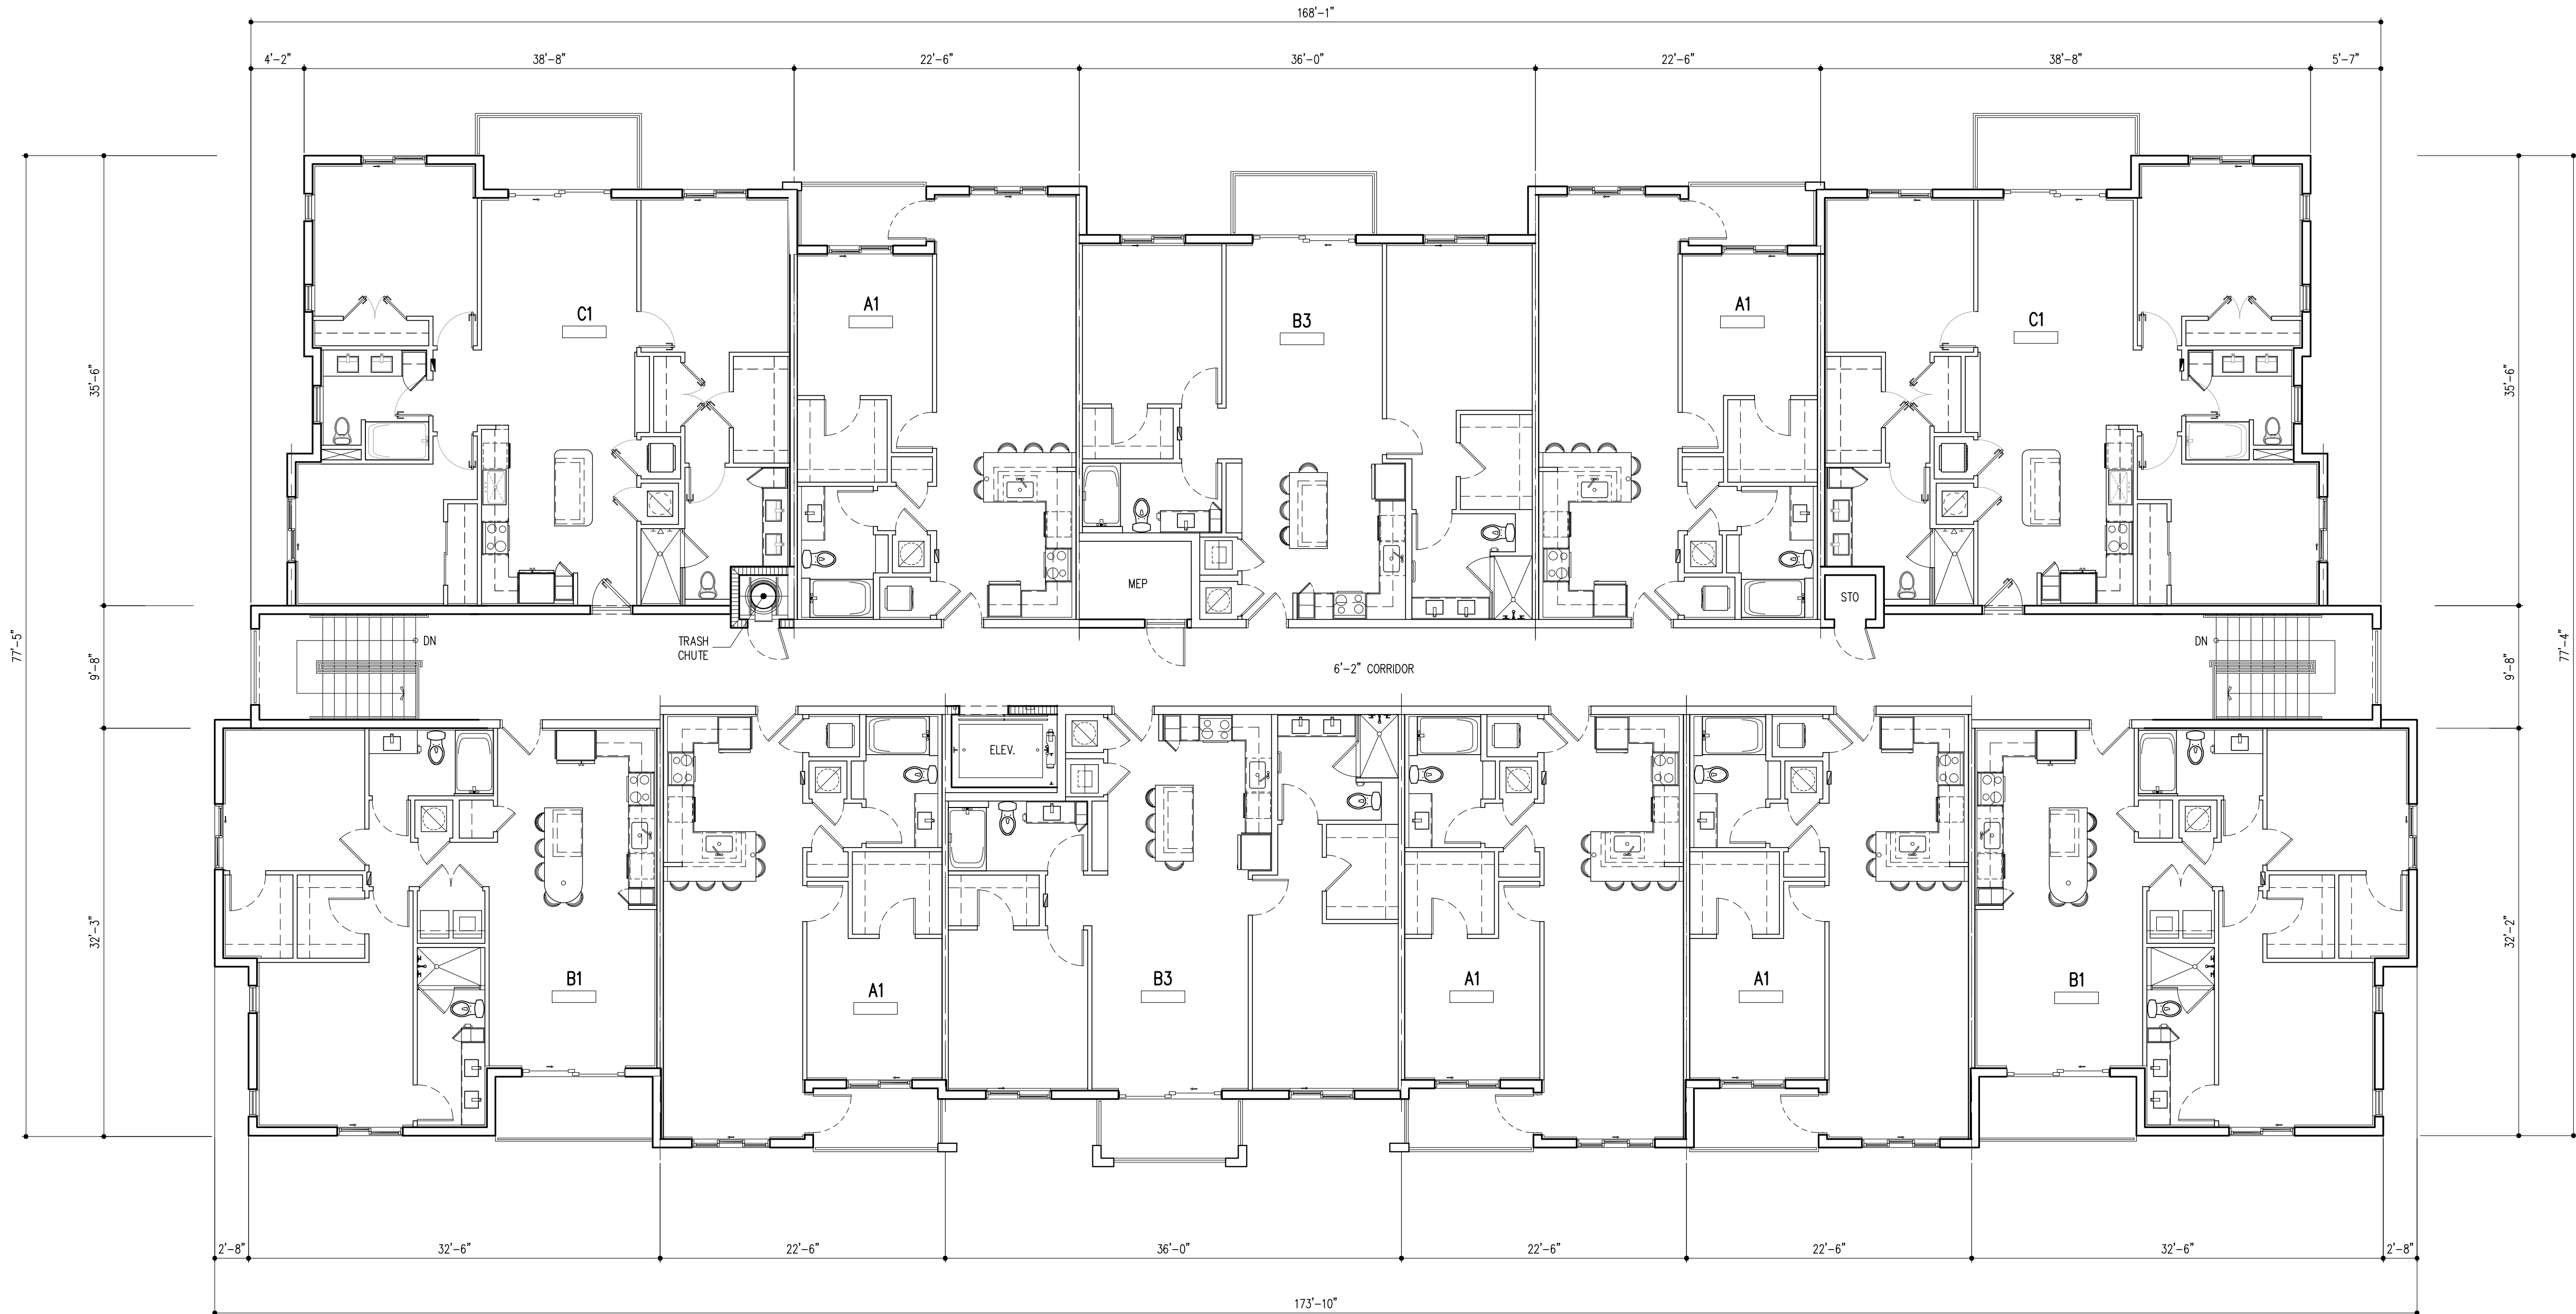 168'-1"
4'-2"
38'-8"
22'-6"
36'-0"
22'-6"
38'-8"
5'-7"
C1
A1
B3
A1
C1
35'-6"
35'-6"
MEP
STO
TRASH
CHUTE
DN
DN
6'-2" CORRIDOR
77'-5"
9'-8"
9'-8"
77'-4"
ELEV.
32'-3"
32'-2"
B1
A1
B3
A1
A1
B1
2'-8"
32'-6"
22'-6"
36'-0"
22'-6"
22'-6"
32'-6"
2'-8"
173'-10"